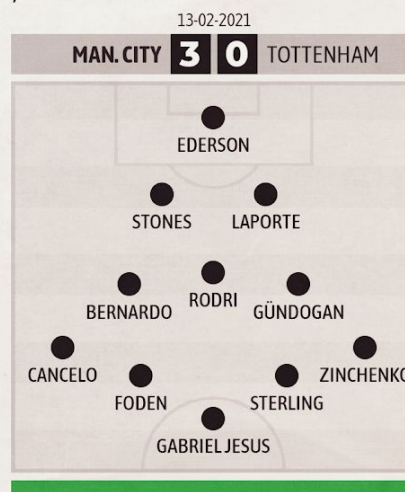 13-02-2021
MAN. CITY 3 0 TOTTENHAM
EDERSON
STONES LAPORTE
BERNARDO RODRI GÜNDOGAN
CANCELO ZINCHENKO
FODEN STERLING
GABRIEL JESUS